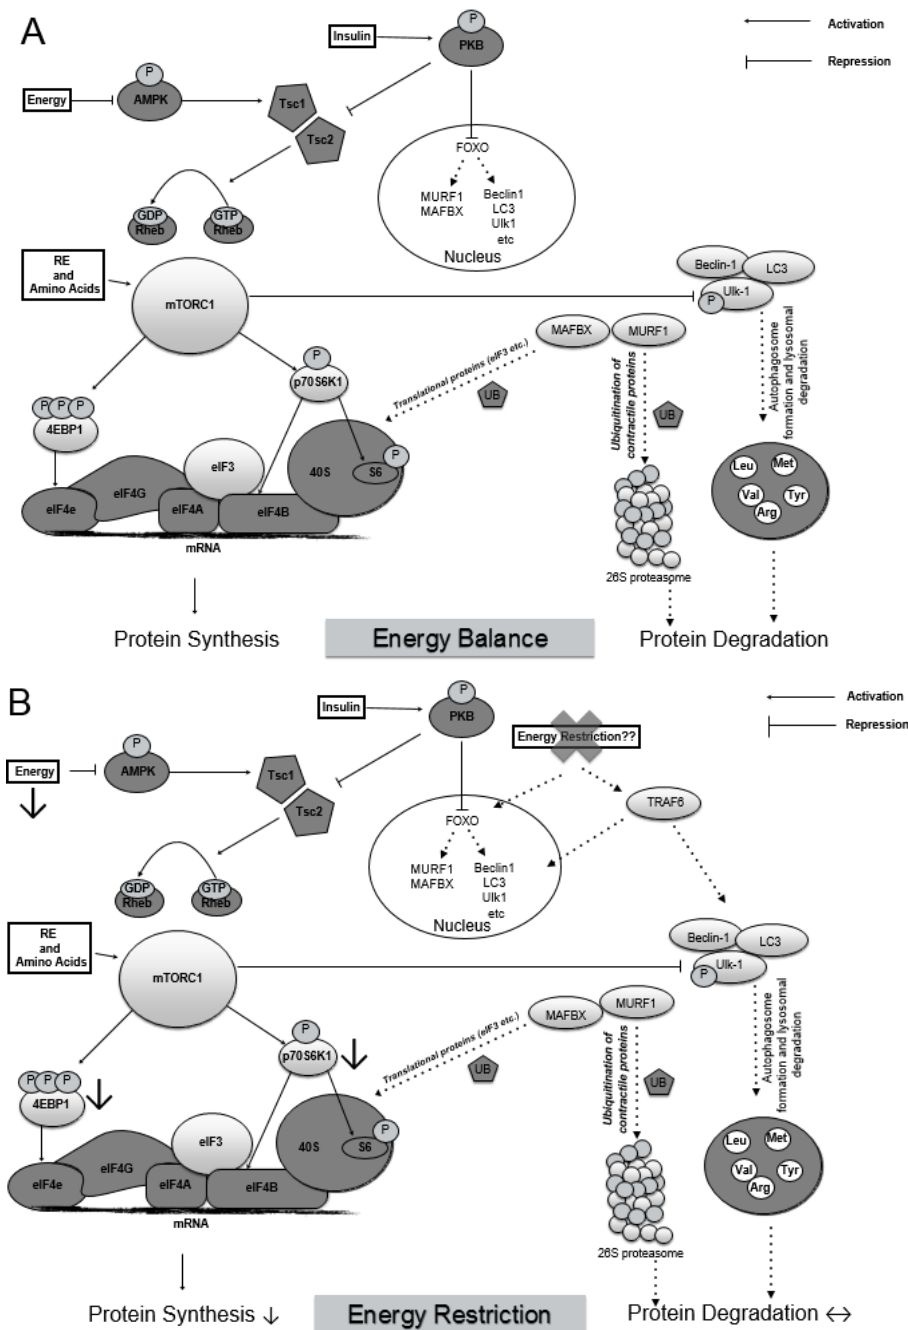 A
Insulin
P
PKB
Activation
Repression
Energy
P
AMPK
Tsc1
Tsc2
FOXO
MURF1
MAFBX
Beclin1
LC3
Ulk1
etc
Nucleus
GDP
Rheb
GTP
Rheb
RE
and
Amino Acids
mTORC1
Beclin-1
LC3
Ulk-1
P
MAFBX
MURF1
Translational proteins (eIF3 etc.)
UB
Ubiquitination of
contractile proteins
UB
Autophagosome
formation and lysosomal
degradation
P
p70S6K1
P P P
4EBP1
eIF3
40S
S6
P
eIF4e
eIF4G
eIF4A
eIF4B
mRNA
Leu
Met
Val
Tyr
Arg
26S proteasome
Protein Synthesis
Energy Balance
Protein Degradation
B
Insulin
P
PKB
Activation
Repression
Energy Restriction??
Energy
P
AMPK
Tsc1
Tsc2
TRAF6
FOXO
MURF1
MAFBX
Beclin1
LC3
Ulk1
etc
Nucleus
GDP
Rheb
GTP
Rheb
RE
and
Amino Acids
mTORC1
Beclin-1
LC3
Ulk-1
P
MAFBX
MURF1
Translational proteins (eIF3 etc.)
UB
Ubiquitination of
contractile proteins
UB
Autophagosome
formation and lysosomal
degradation
P
p70S6K1
P P P
4EBP1
eIF3
40S
S6
P
eIF4e
eIF4G
eIF4A
eIF4B
mRNA
Leu
Met
Val
Tyr
Arg
26S proteasome
Protein Synthesis ↓
Energy Restriction
Protein Degradation ↔